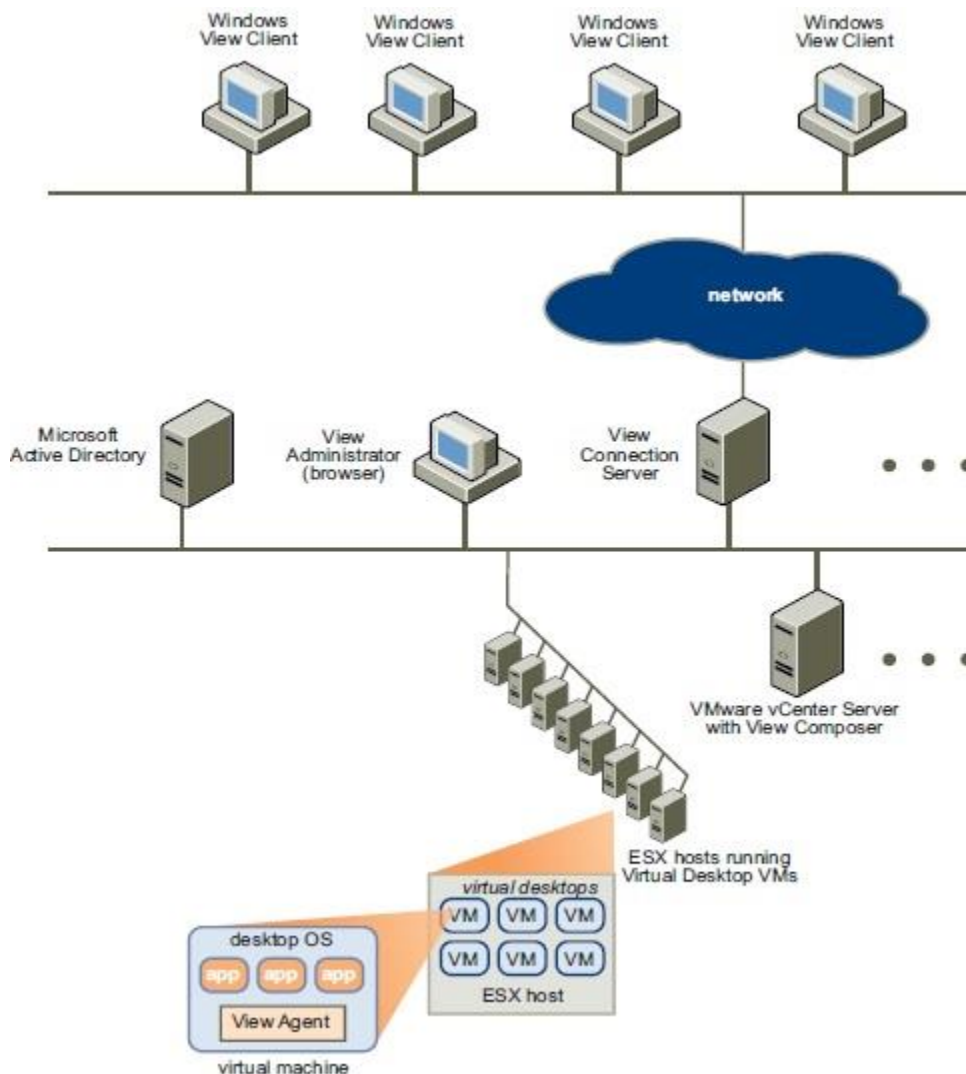 Windows
View Client
Windows
View Client
Windows
View Client
Windows
View Client
network
Microsoft
Active Directory
View
Administrator
(browser)
View
Connection
Server
VMware vCenter Server
with View Composer
ESX hosts running
Virtual Desktop VMs
virtual desktops
VM VM VM
VM VM VM
ESX host
desktop OS
app app app
View Agent
virtual machine